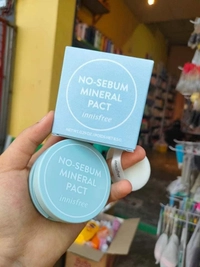 NO-SEBUM
MINERAL
PACT
innisfree
NO-SEBUM
MINERAL
PACT
innisfree